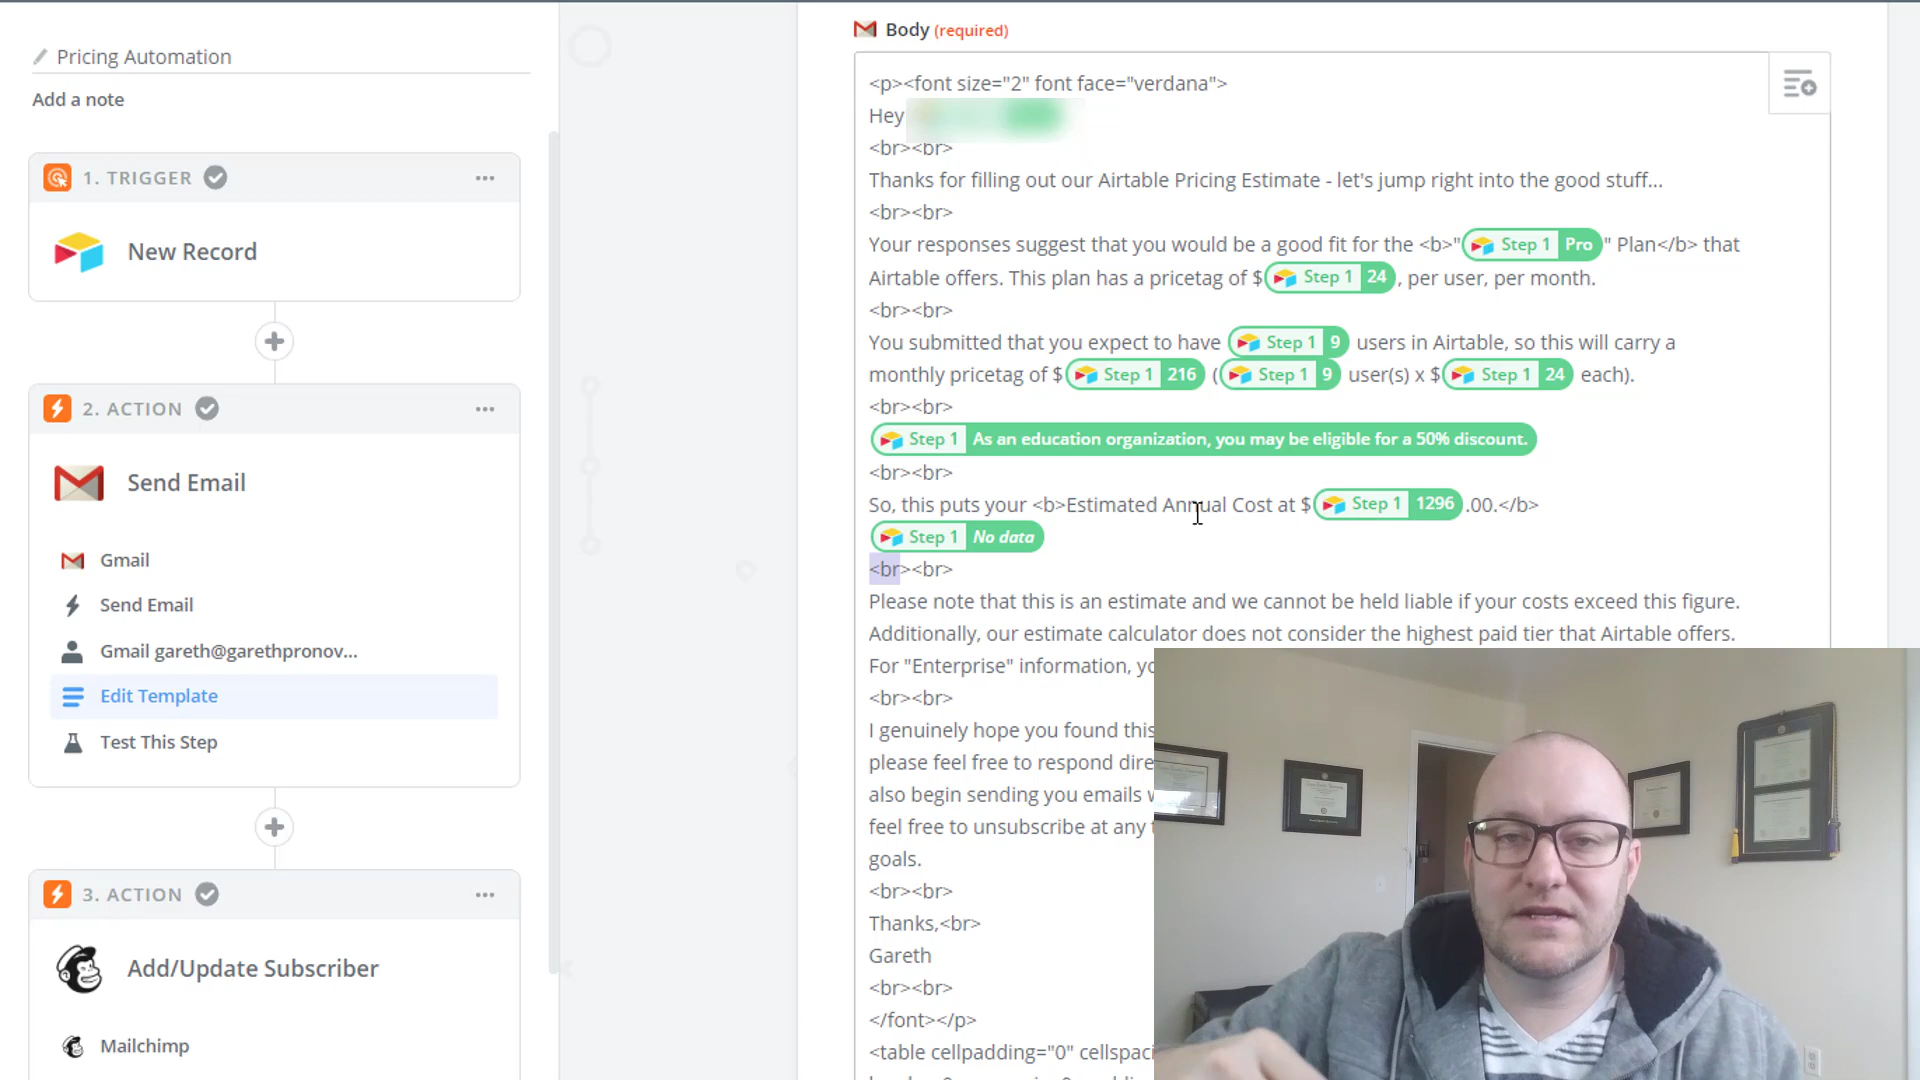 Pricing Automation
Add a note
1. TRIGGER
New Record
2. ACTION
Send Email
Gmail
Send Email
Gmail gareth@garethpronov...
Edit Template
Test This Step
3. ACTION
Add/Update Subscriber
Mailchimp
Body (required)
<p><font size="2" font face="verdana">
Hey
<br><br>
Thanks for filling out our Airtable Pricing Estimate - let's jump right into the good stuff...
<br><br>
Your responses suggest that you would be a good fit for the <b>" Step 1 Pro " Plan</b> that
Airtable offers. This plan has a pricetag of $ Step 1 24 , per user, per month.
<br><br>
You submitted that you expect to have Step 1 9 users in Airtable, so this will carry a
monthly pricetag of $ Step 1 216 ( Step 1 9 user(s) x $ Step 1 24 each).
<br><br>
Step 1 As an education organization, you may be eligible for a 50% discount.
<br><br>
So, this puts your <b>Estimated Annual Cost at $ Step 1 1296 .00.</b>
Step 1 No data
<br><br>
Please note that this is an estimate and we cannot be held liable if your costs exceed this figure.
Additionally, our estimate calculator does not consider the highest paid tier that Airtable offers.
For "Enterprise" information,
<br><br>
I genuinely hope you found this
please feel free to respond
also begin sending you emails
feel free to unsubscribe at any
goals.
<br><br>
Thanks,<br>
Gareth
<br><br>
</font></p>
<table cellpadding="0"